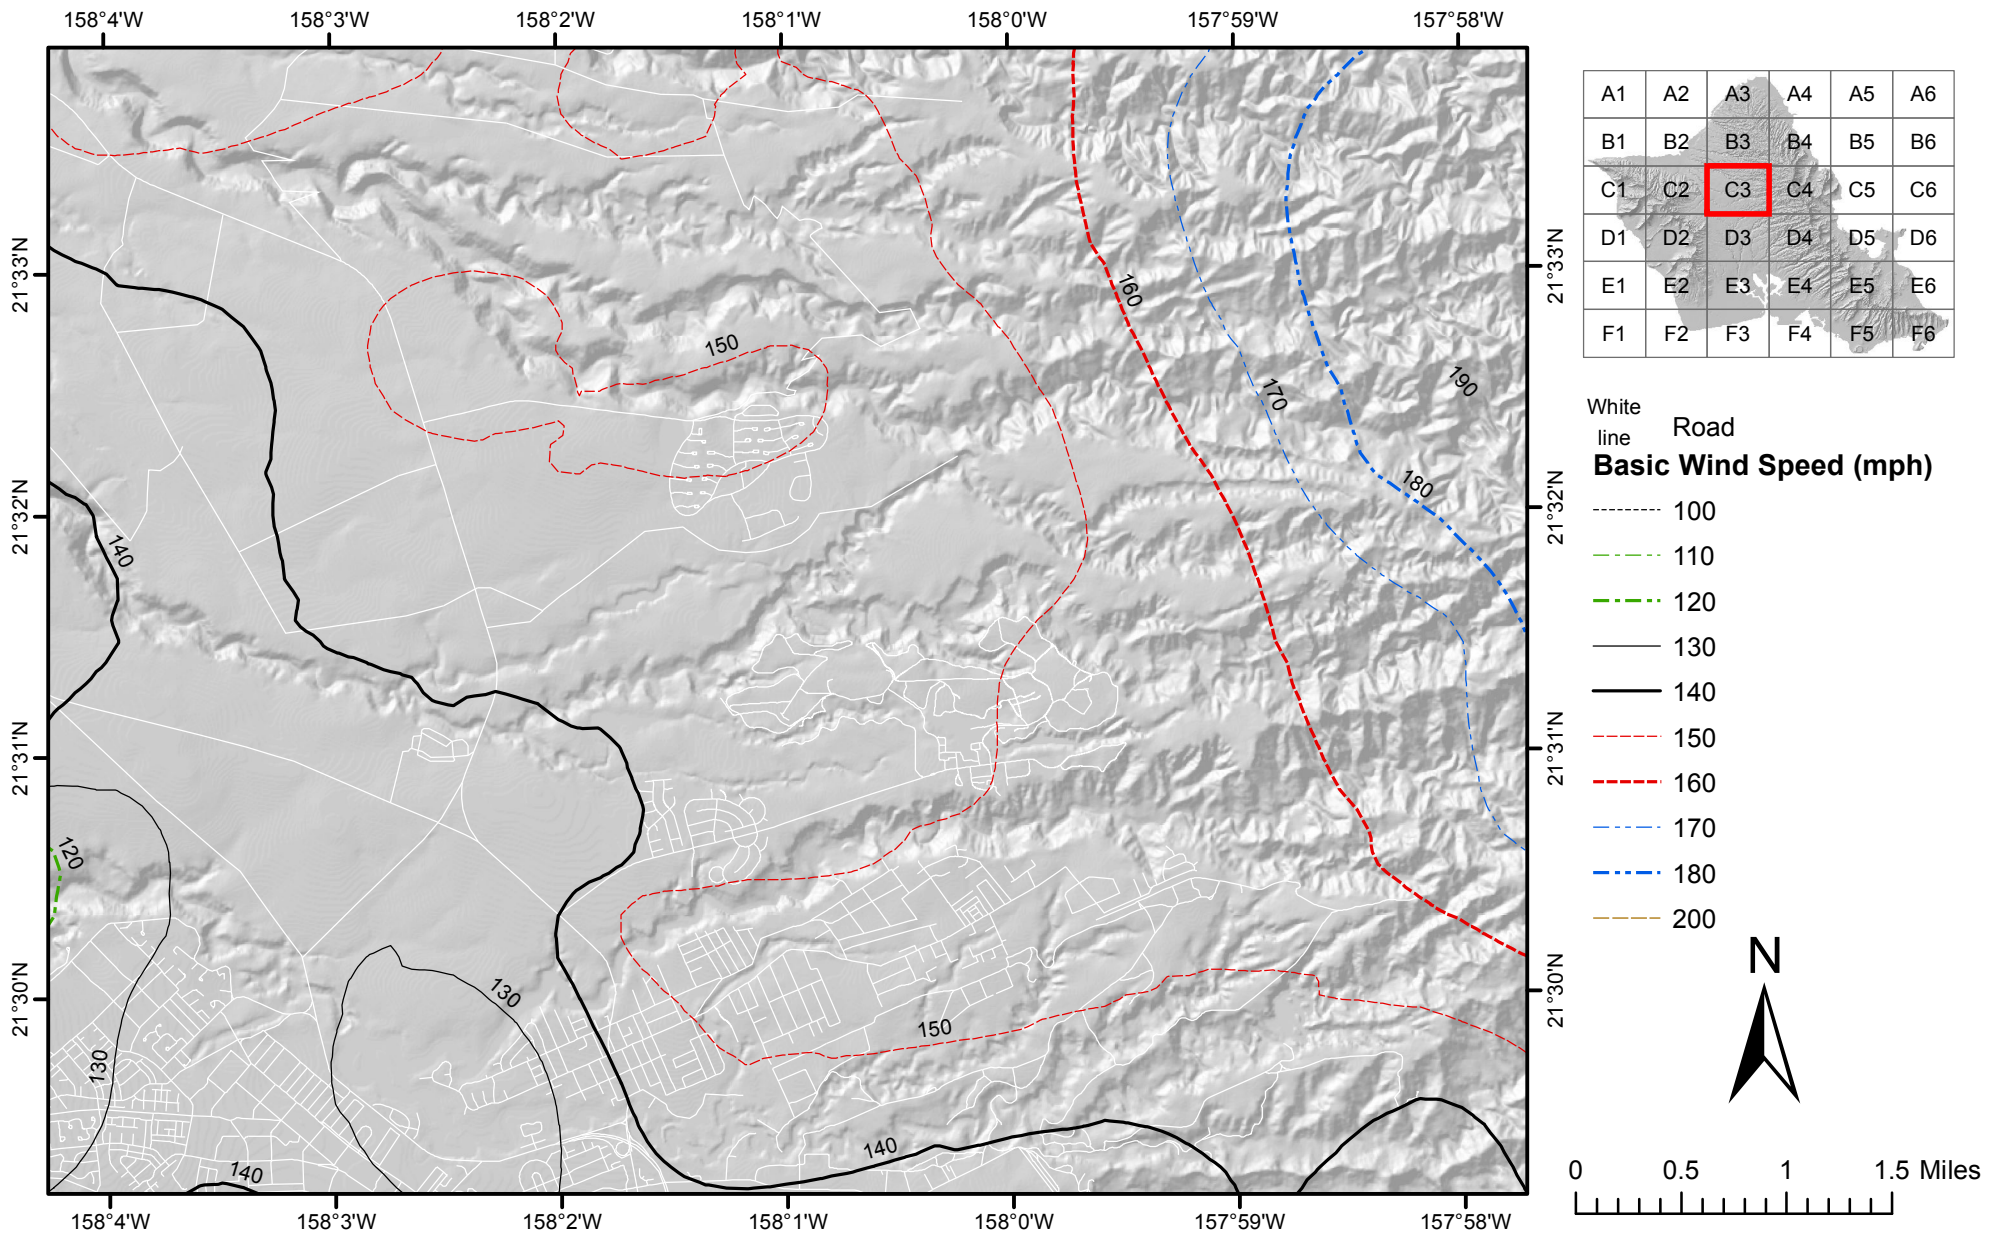 158°4'W 158°3'W 158°2'W 158°1'W 158°0'W 157°59'W 157°58'W
21°33'N
21°32'N
21°31'N
21°30'N
150
160
170
190
180
140
120
130
130
150
140
140
21°33'N
21°32'N
21°31'N
21°30'N
158°4'W 158°3'W 158°2'W 158°1'W 158°0'W 157°59'W 157°58'W
A1 A2 A3 A4 A5 A6
B1 B2 B3 B4 B5 B6
C1 C2 C3 C4 C5 C6
D1 D2 D3 D4 D5 D6
E1 E2 E3 E4 E5 E6
F1 F2 F3 F4 F5 F6
White
line Road
Basic Wind Speed (mph)
100
110
120
130
140
150
160
170
180
200
N
0 0.5 1 1.5 Miles